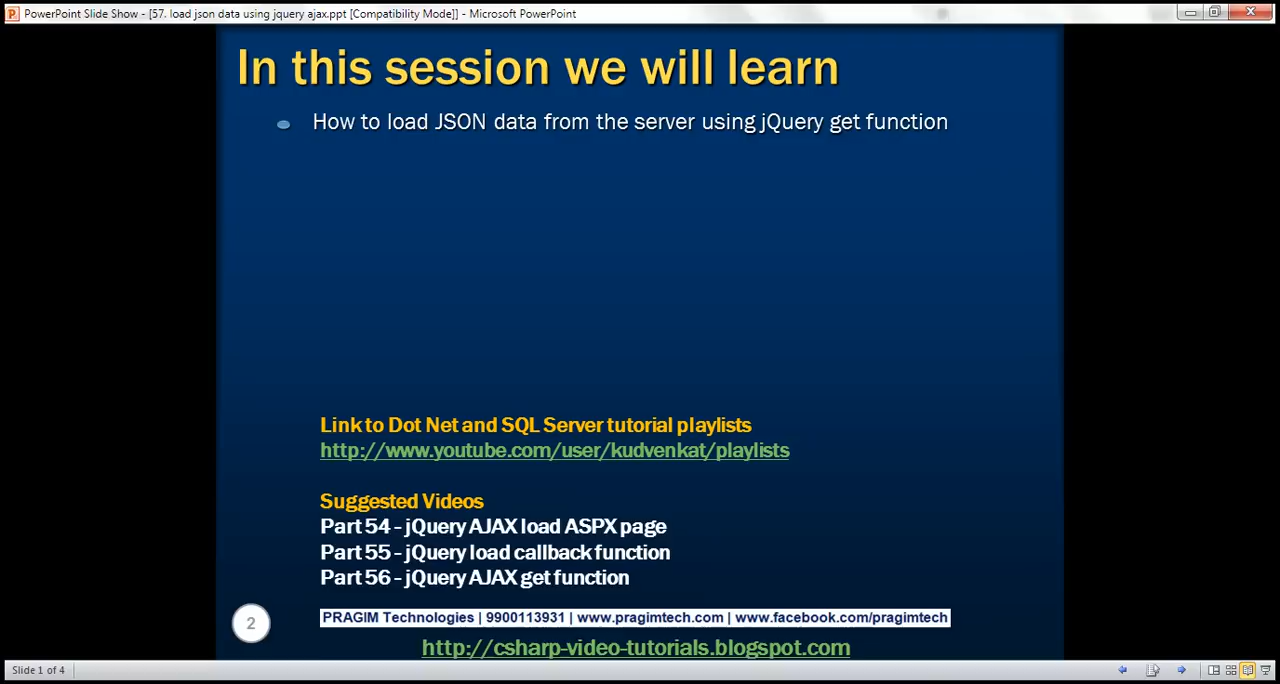 PowerPoint Slide Show - [57. load json data using jquery ajax.ppt [Compatibility Mode]] - Microsoft PowerPoint
In this session we will learn
How to load JSON data from the server using jQuery get function
Link to Dot Net and SQL Server tutorial playlists
http://www.youtube.com/user/kudvenkat/playlists
Suggested Videos
Part 54 - jQuery AJAX load ASPX page
Part 55 - jQuery load callback function
Part 56 - jQuery AJAX get function
2
PRAGIM Technologies | 9900113931 | www.pragimtech.com | www.facebook.com/pragimtech
http://csharp-video-tutorials.blogspot.com
Slide 1 of 4